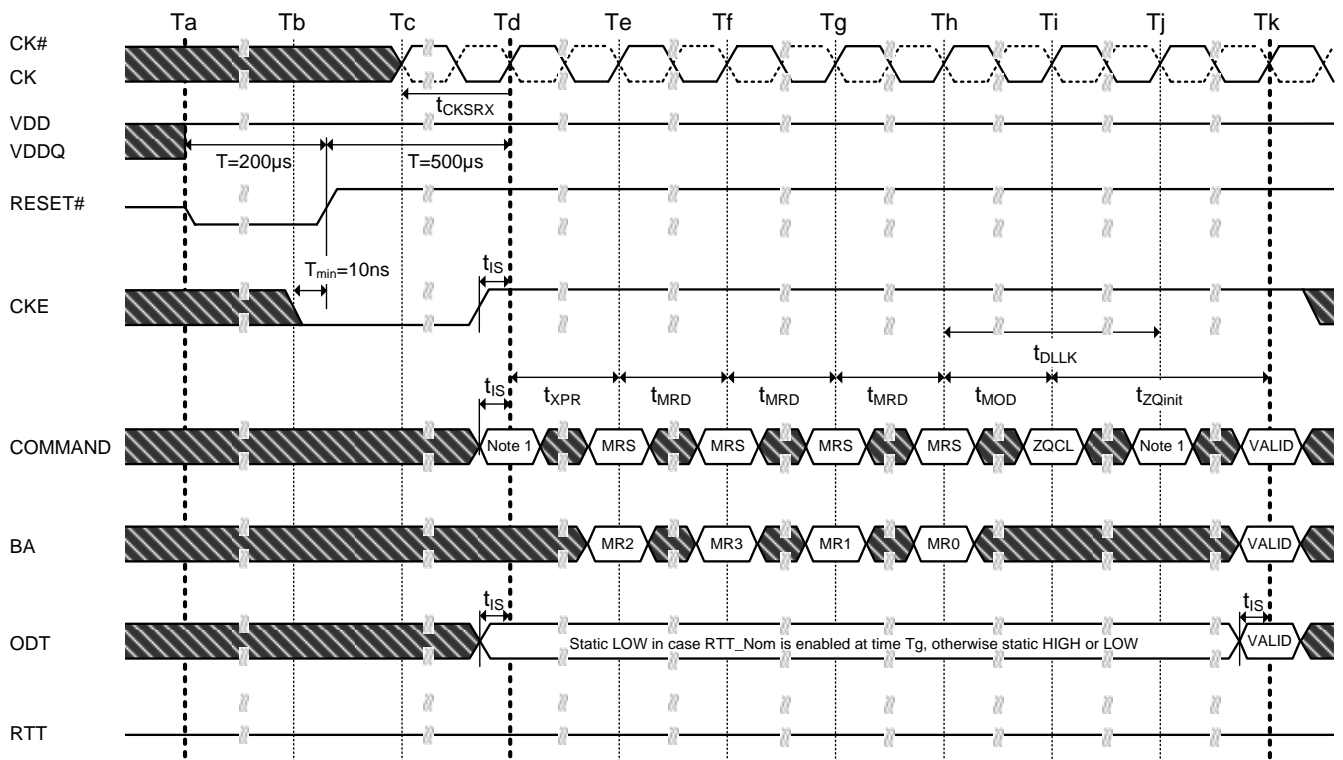 Ta Tb Tc Td Te Tf Tg Th Ti Tj Tk
CK#
CK
tCKSRX
VDD
VDDQ
T=200µs T=500µs
RESET#
Tmin=10ns tIS
CKE
tDLLK
tIS tXPR tMRD tMRD tMRD tMOD tZQinit
COMMAND Note 1 MRS MRS MRS MRS ZQCL Note 1 VALID
BA MR2 MR3 MR1 MR0 VALID
tIS tIS
ODT Static LOW in case RTT_Nom is enabled at time Tg, otherwise static HIGH or LOW VALID
RTT